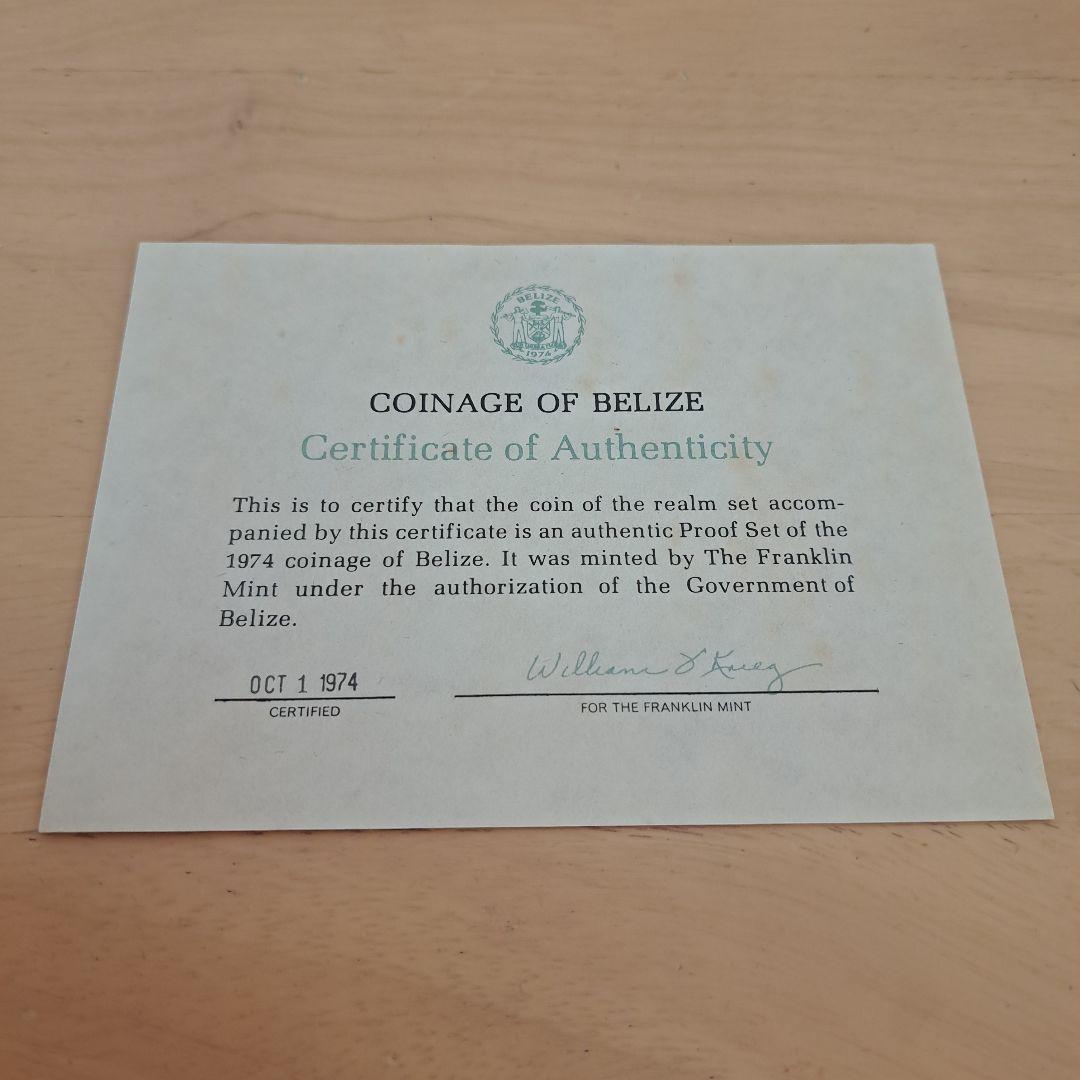 BELIZE
1974
COINAGE OF BELIZE
Certificate of Authenticity
This is to certify that the coin of the realm set accom-
panied by this certificate is an authentic Proof Set of the
1974 coinage of Belize. It was minted by The Franklin
Mint under the authorization of the Government of
Belize.
OCT 1 1974
William J Krieg
CERTIFIED
FOR THE FRANKLIN MINT